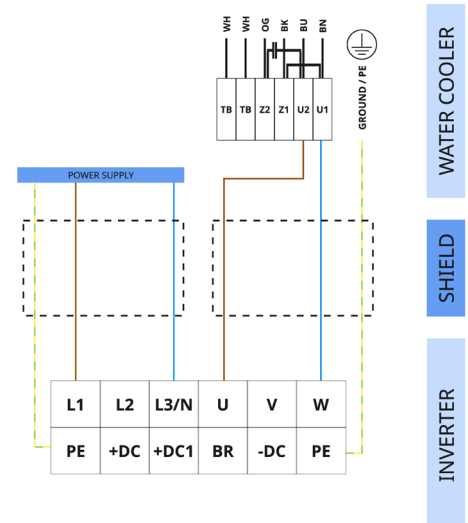 WH WH OG BK BU BN
GROUND / PE
TB TB Z2 Z1 U2 U1
WATER COOLER
POWER SUPPLY
SHIELD
L1 L2 L3/N U V W
PE +DC +DC1 BR -DC PE
INVERTER